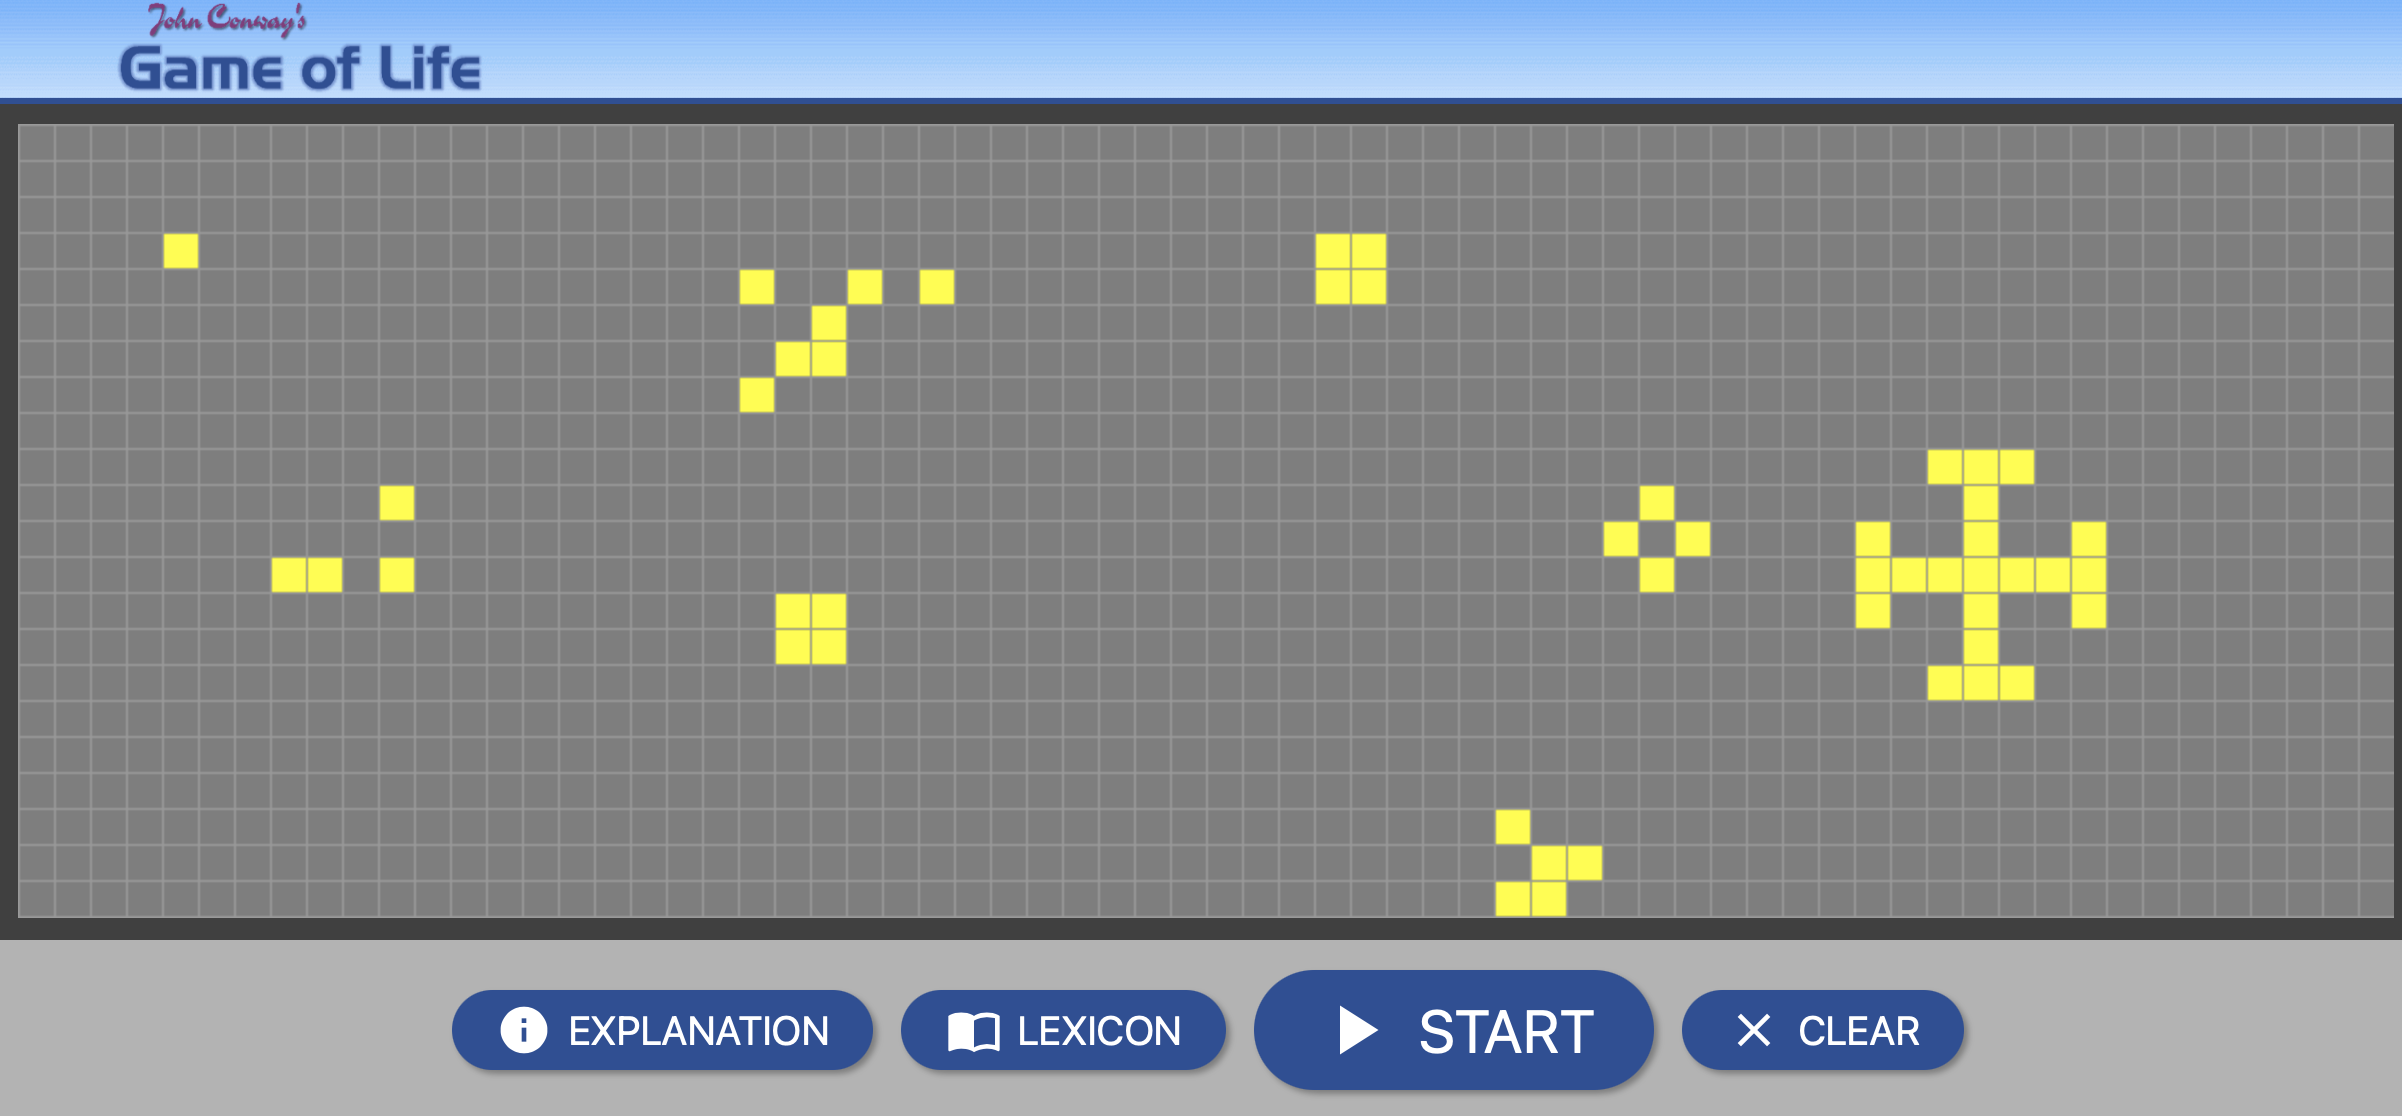 John Conway's
Game of Life
EXPLANATION
LEXICON
START
CLEAR